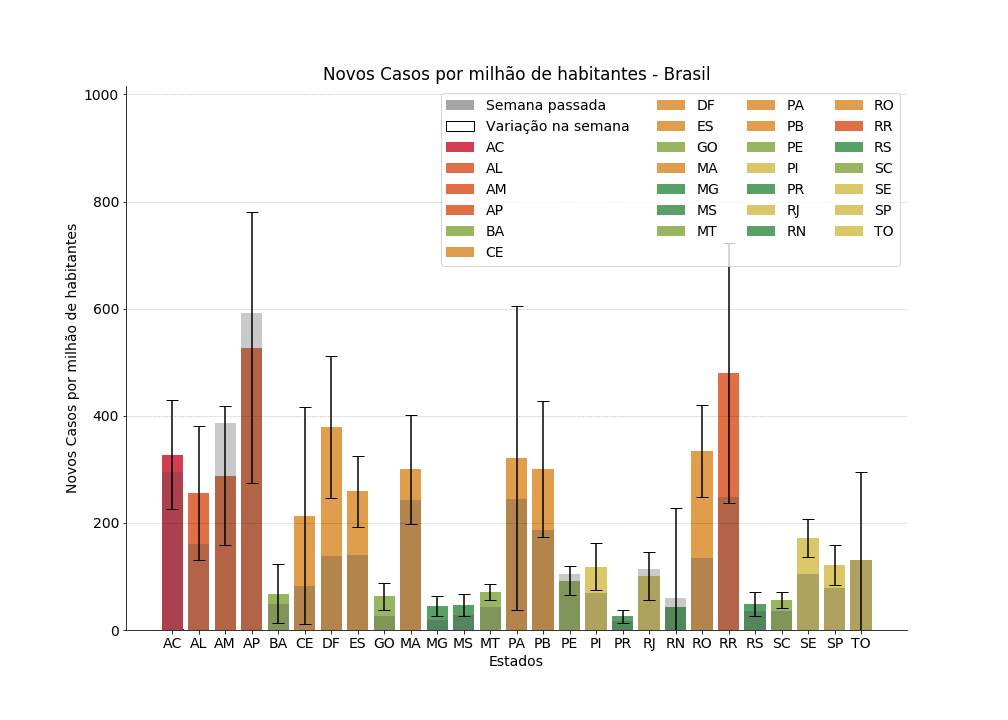 Novos Casos por milhão de habitantes - Brasil
Novos Casos por milhão de habitantes
1000
800
600
400
200
0
Semana passada
Variação na semana
AC
AL
AM
AP
BA
CE
DF
ES
GO
MA
MG
MS
MT
PA
PB
PE
PI
PR
RJ
RN
RO
RR
RS
SC
SE
SP
TO
AC AL AM AP BA CE DF ES GO MA MG MS MT PA PB PE PI PR RJ RN RO RR RS SC SE SP TO
Estados